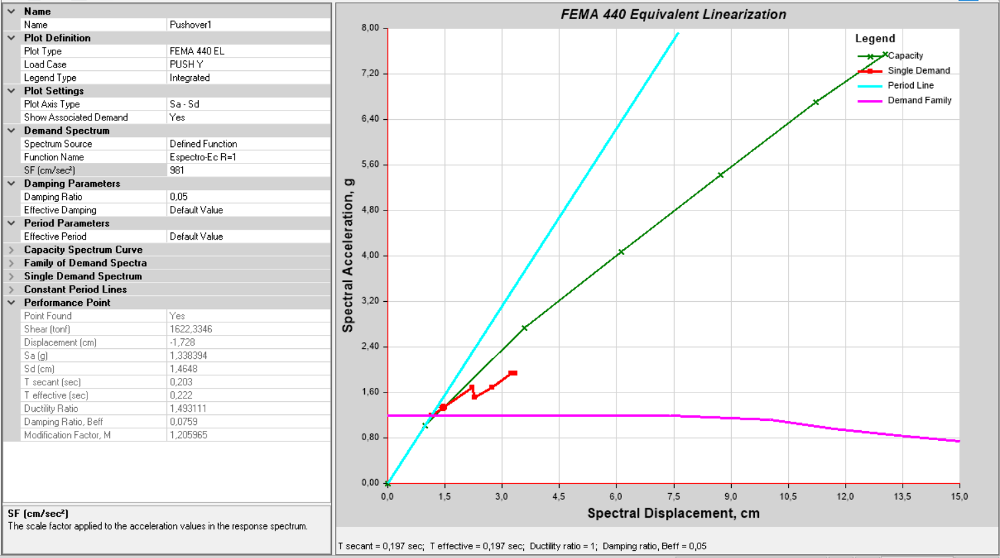 Name
Name Pushover1
Plot Definition
Plot Type FEMA 440 EL
Load Case PUSH Y
Legend Type Integrated
Plot Settings
Plot Axis Type Sa - Sd
Show Associated Demand Yes
Demand Spectrum
Spectrum Source Defined Function
Function Name Espectro-Ec R=1
SF (cm/sec²) 981
Damping Parameters
Damping Ratio 0,05
Effective Damping Default Value
Period Parameters
Effective Period Default Value
Capacity Spectrum Curve
Family of Demand Spectra
Single Demand Spectrum
Constant Period Lines
Performance Point
Point Found Yes
Shear (tonf) 1622,3346
Displacement (cm) -1,728
Sa (g) 1,338394
Sd (cm) 1,4648
T secant (sec) 0,203
T effective (sec) 0,222
Ductility Ratio 1,493111
Damping Ratio, Beff 0,0759
Modification Factor, M 1,205965
SF (cm/sec²)
The scale factor applied to the acceleration values in the response spectrum.
FEMA 440 Equivalent Linearization
Legend
Capacity
Single Demand
Period Line
Demand Family
Spectral Acceleration, g
8,00
7,20
6,40
5,60
4,80
4,00
3,20
2,40
1,60
0,80
0,00
0,0 1,5 3,0 4,5 6,0 7,5 9,0 10,5 12,0 13,5 15,0
Spectral Displacement, cm
T secant = 0,197 sec; T effective = 0,197 sec; Ductility ratio = 1; Damping ratio, Beff = 0,05